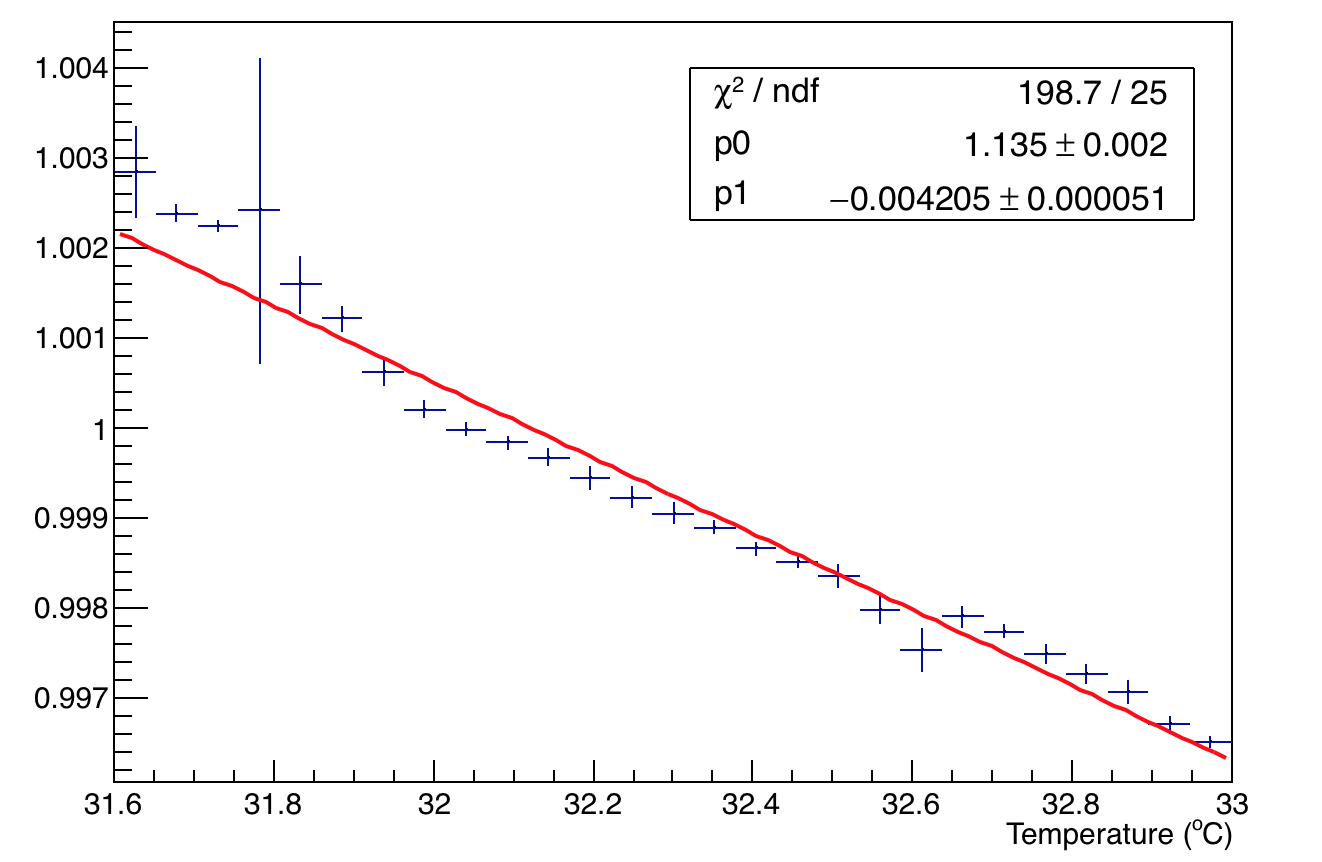 1.004
1.003
1.002
1.001
1
0.999
0.998
0.997
χ² / ndf 198.7 / 25
p0 1.135 ± 0.002
p1 −0.004205 ± 0.000051
31.6 31.8 32 32.2 32.4 32.6 32.8 33
Temperature (°C)